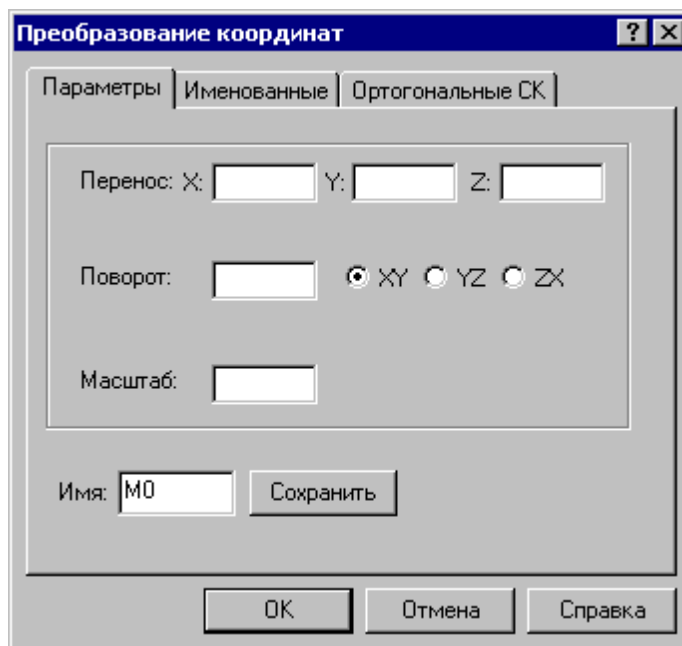 Преобразование координат
Параметры Именованные Ортогональные СК
Перенос: X: Y: Z:
Поворот: XY YZ ZX
Масштаб:
Имя: M0 Сохранить
OK Отмена Справка